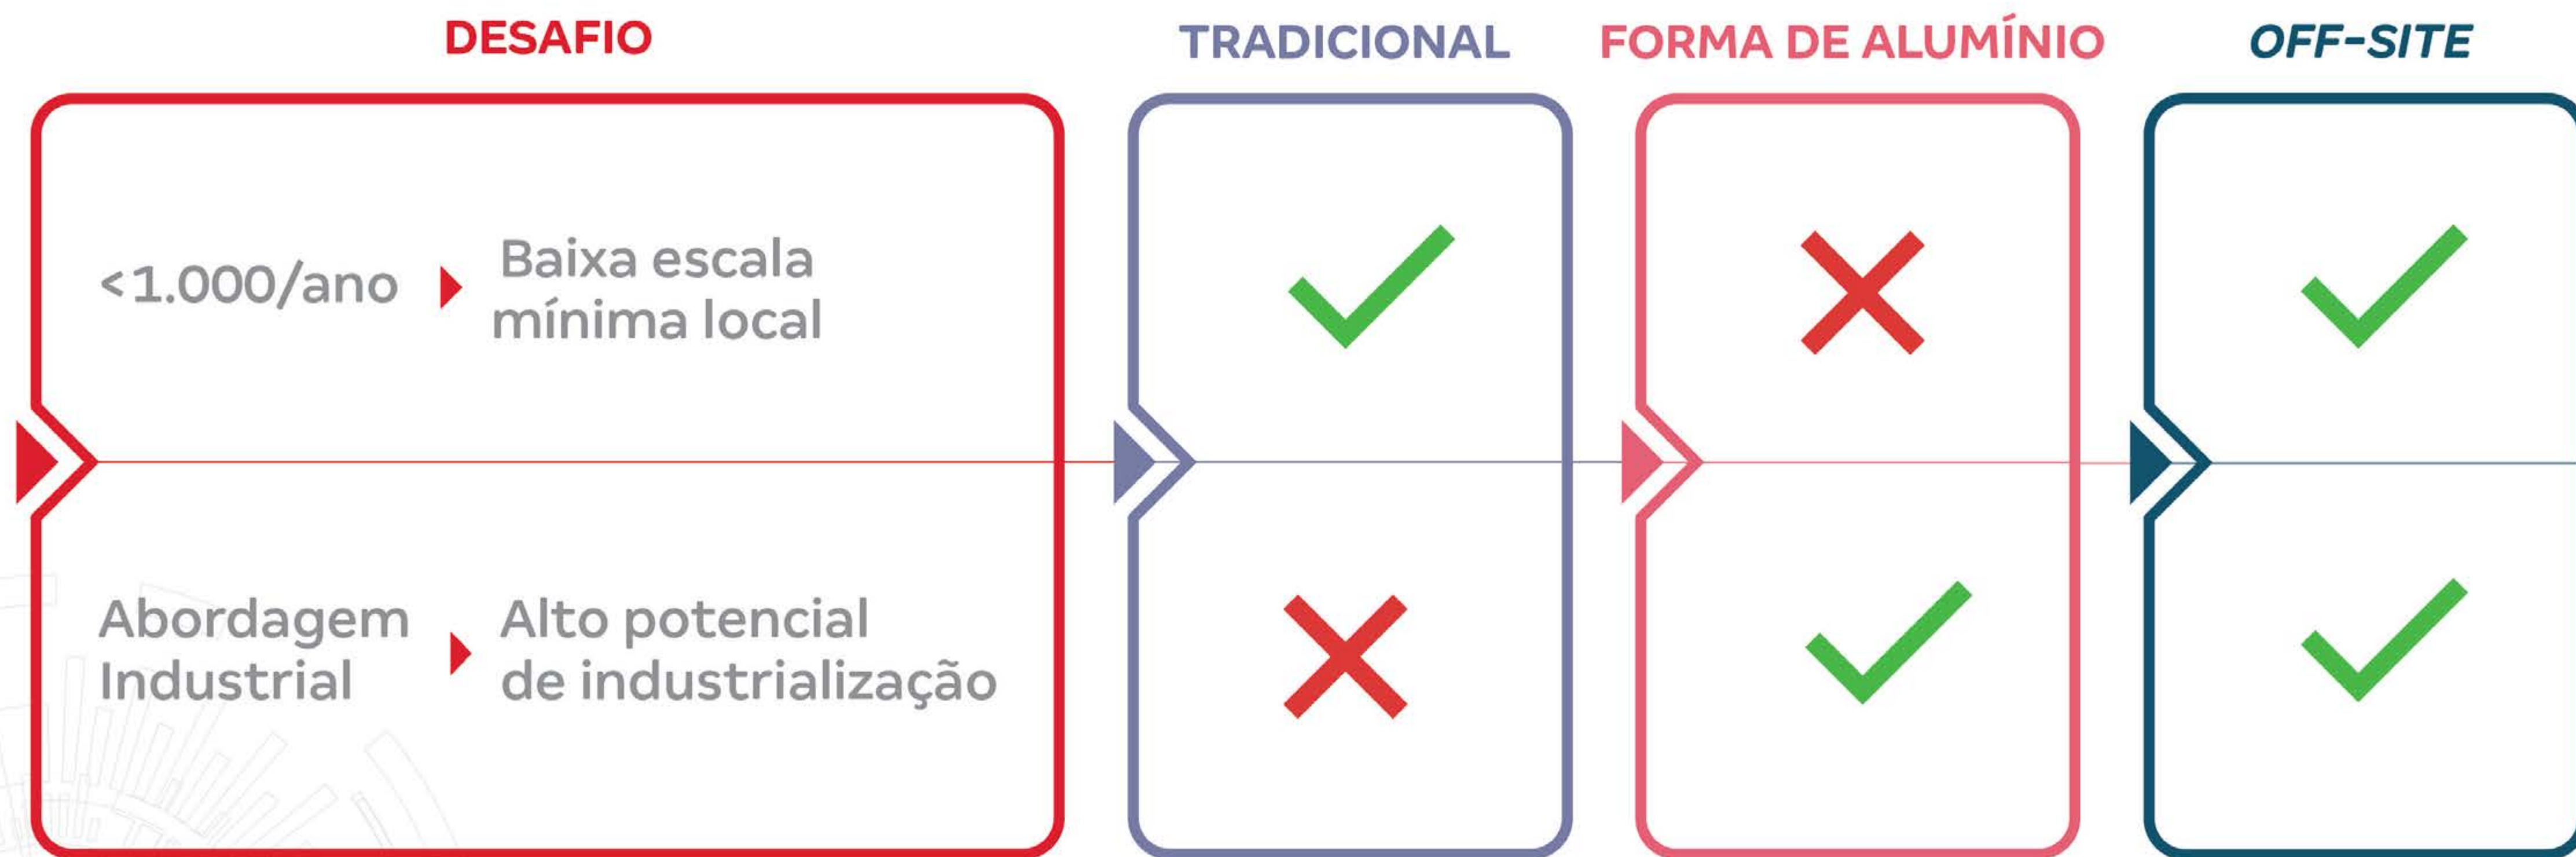 DESAFIO
TRADICIONAL
FORMA DE ALUMÍNIO
OFF-SITE
<1.000/ano
Baixa escala
mínima local
Abordagem
Industrial
Alto potencial
de industrialização